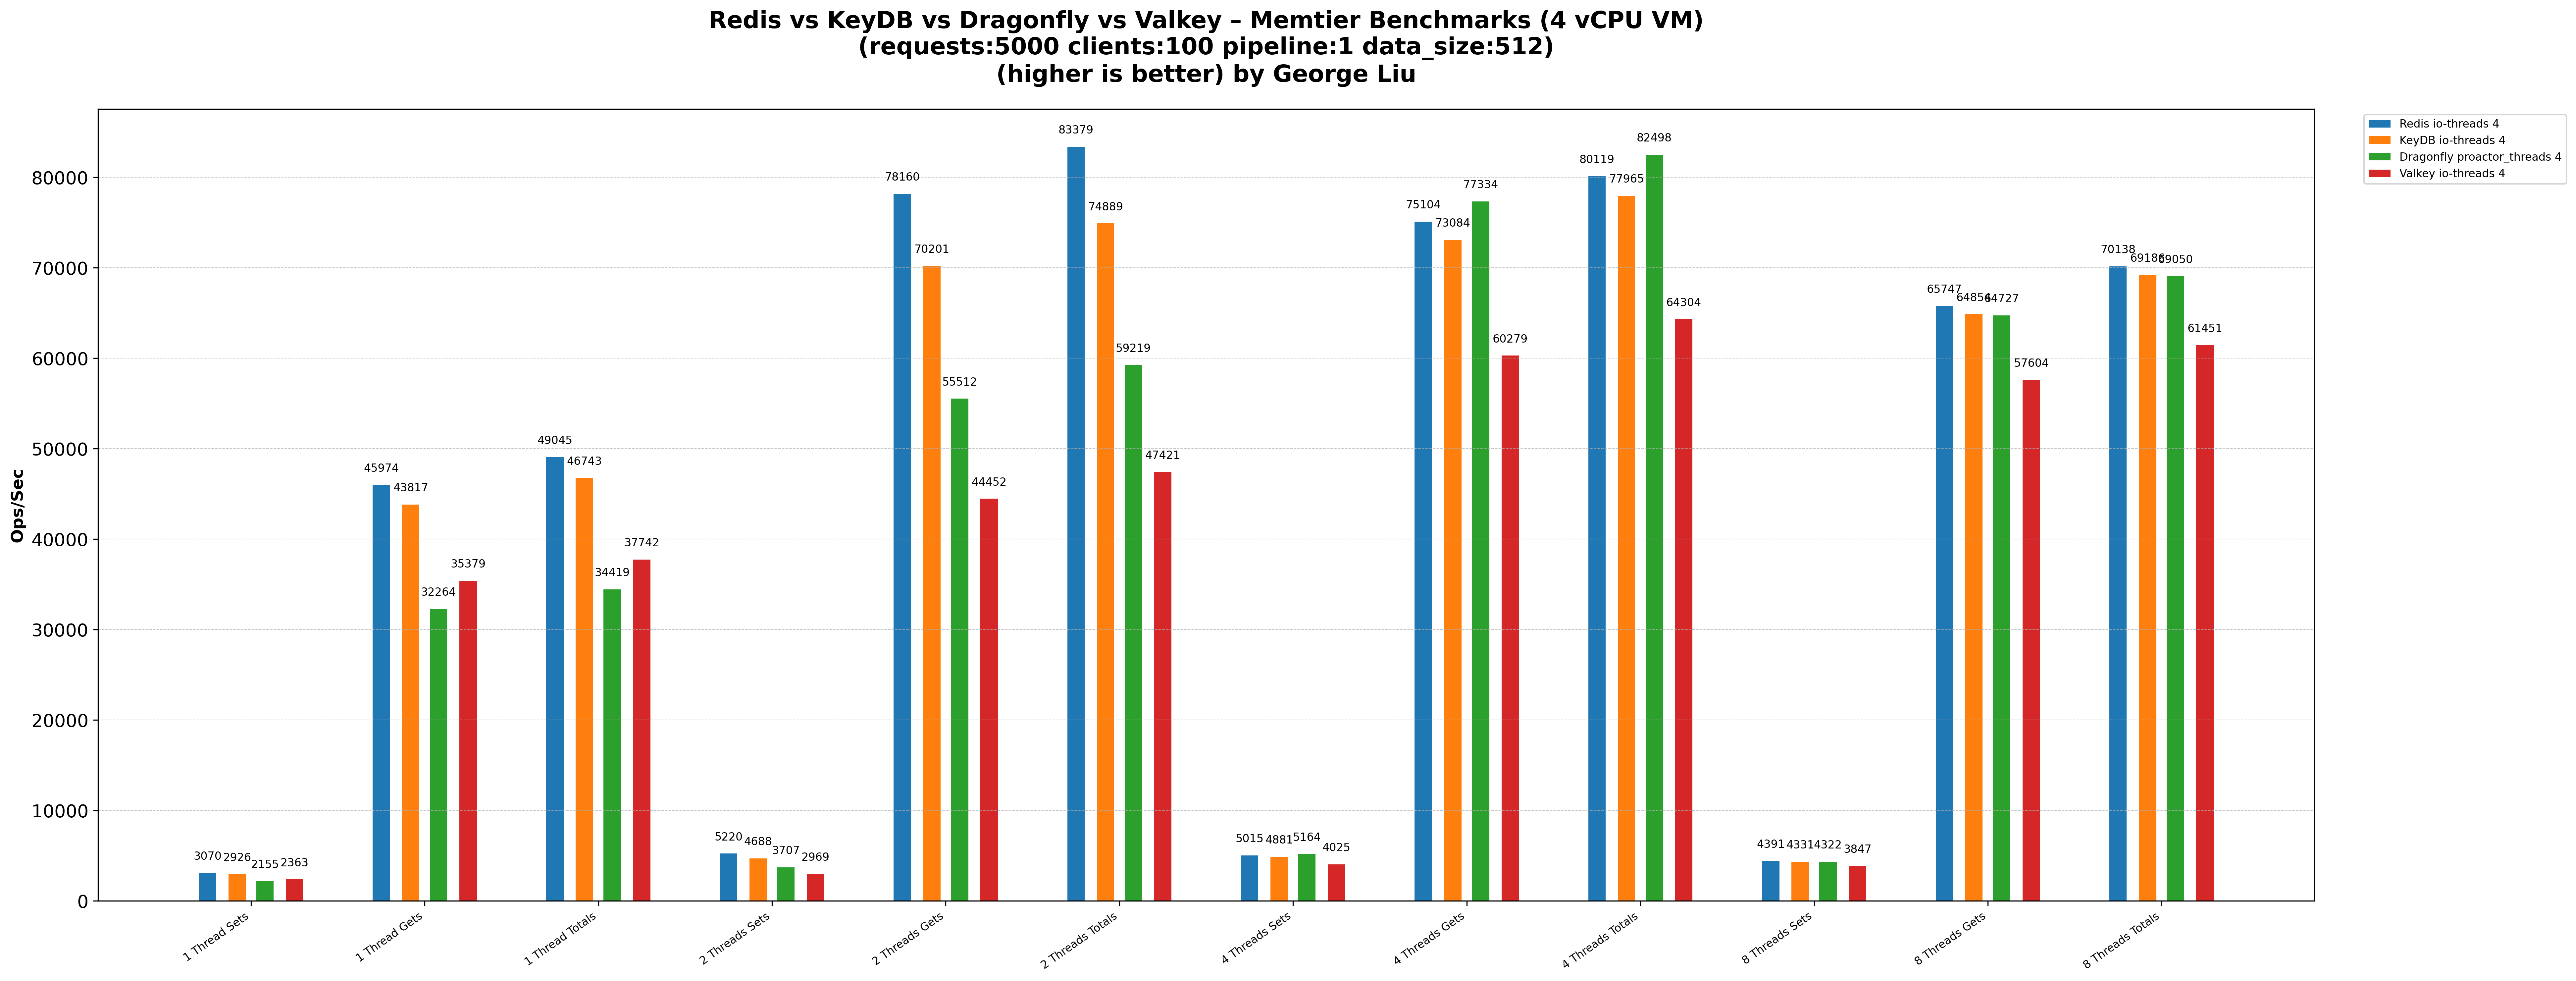 Redis vs KeyDB vs Dragonfly vs Valkey – Memtier Benchmarks (4 vCPU VM)
(requests:5000 clients:100 pipeline:1 data_size:512)
(higher is better) by George Liu
Redis io-threads 4
KeyDB io-threads 4
Dragonfly proactor_threads 4
Valkey io-threads 4
Ops/Sec
80000
70000
60000
50000
40000
30000
20000
10000
0
3070 2926 2155 2363
45974 43817 32264 35379
49045 46743 34419 37742
5220 4688 3707 2969
78160 70201 55512 44452
83379 74889 59219 47421
5015 4881 5164 4025
75104 73084 77334 60279
80119 77965 82498 64304
4391 4331 4322 3847
65747 64854 64727 57604
70138 69186 69050 61451
1 Thread Sets
1 Thread Gets
1 Thread Totals
2 Threads Sets
2 Threads Gets
2 Threads Totals
4 Threads Sets
4 Threads Gets
4 Threads Totals
8 Threads Sets
8 Threads Gets
8 Threads Totals